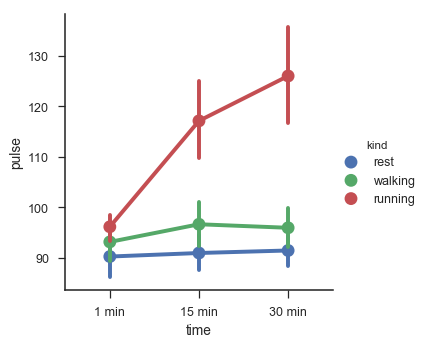 130
120
110
100
90
pulse
1 min
15 min
30 min
time
kind
rest
walking
running